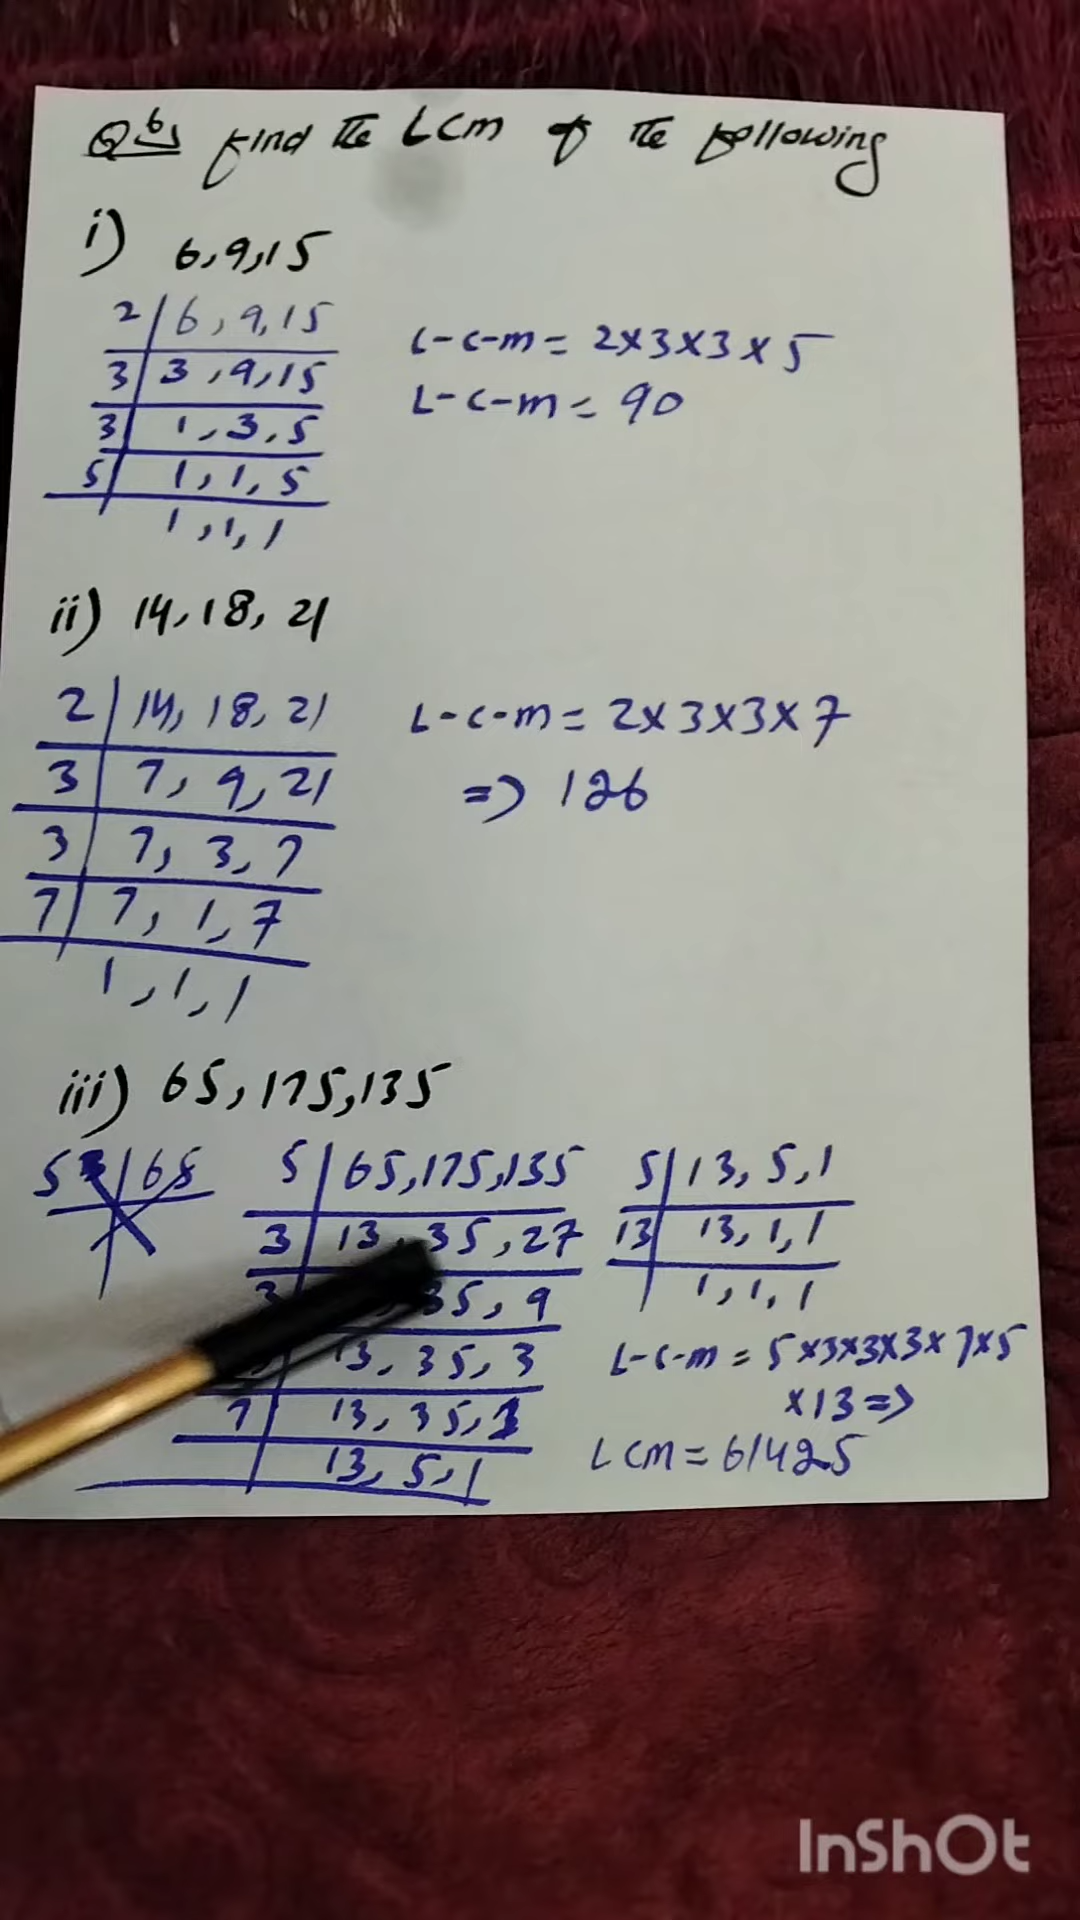 Q6 find the LCM of the following
i) 6,9,15
2 | 6, 9, 15
3 | 3, 9, 15
3 | 1, 3, 5
5 | 1, 1, 5
1, 1, 1
L-C-m = 2×3×3×5
L-C-m = 90
ii) 14, 18, 21
2 | 14, 18, 21
3 | 7, 9, 21
3 | 7, 3, 7
7 | 7, 1, 7
1, 1, 1
L-C-m = 2×3×3×7
=> 126
iii) 65, 175, 135
5 | 65
5 | 65, 175, 135
3 | 13, 35, 27
3 | 35, 9
13, 35, 3
7 | 13, 35, 1
13, 5, 1
5 | 13, 5, 1
13 | 13, 1, 1
1, 1, 1
L-C-m = 5×3×3×3×7×5
×13 =>
LCM = 61425
InShOt